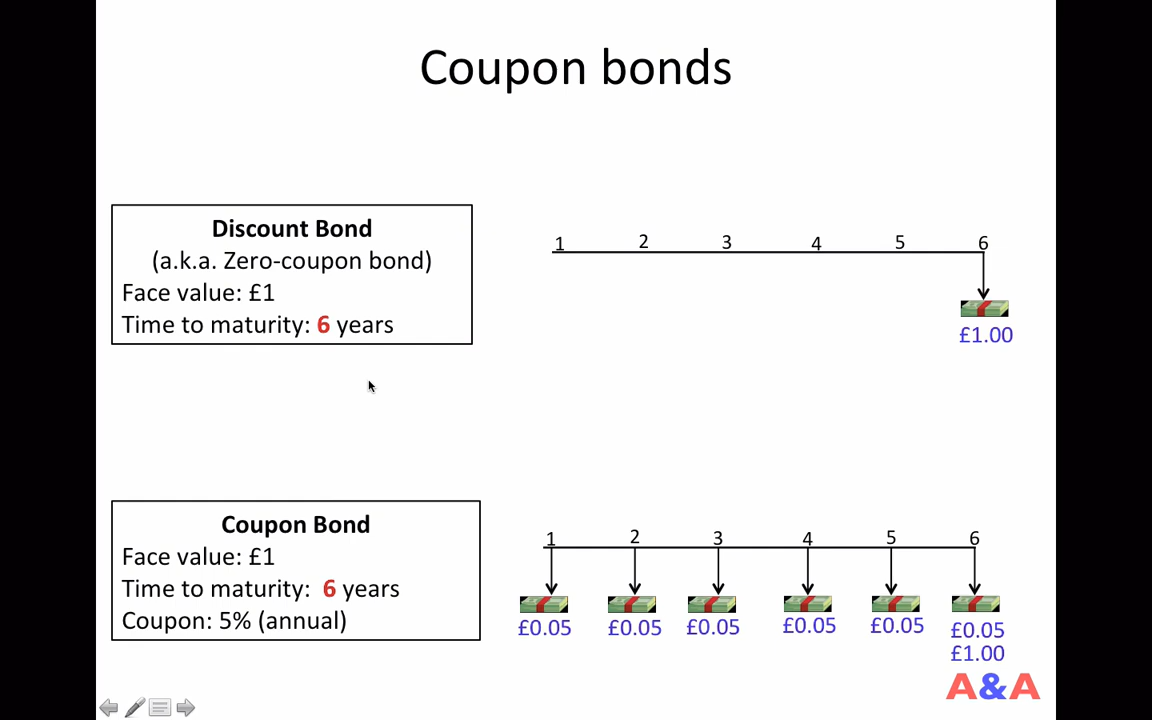 Coupon bonds
Discount Bond
(a.k.a. Zero-coupon bond)
Face value: £1
Time to maturity: 6 years
1 2 3 4 5 6
£1.00
Coupon Bond
Face value: £1
Time to maturity: 6 years
Coupon: 5% (annual)
1 2 3 4 5 6
£0.05 £0.05 £0.05 £0.05 £0.05 £0.05
£1.00
A&A